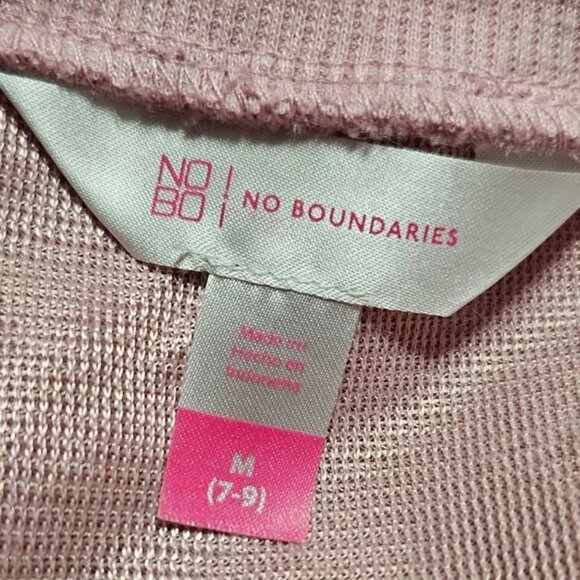 NO
BO
NO BOUNDARIES
Made in/
Hecho en
Indonesia
M
(7-9)